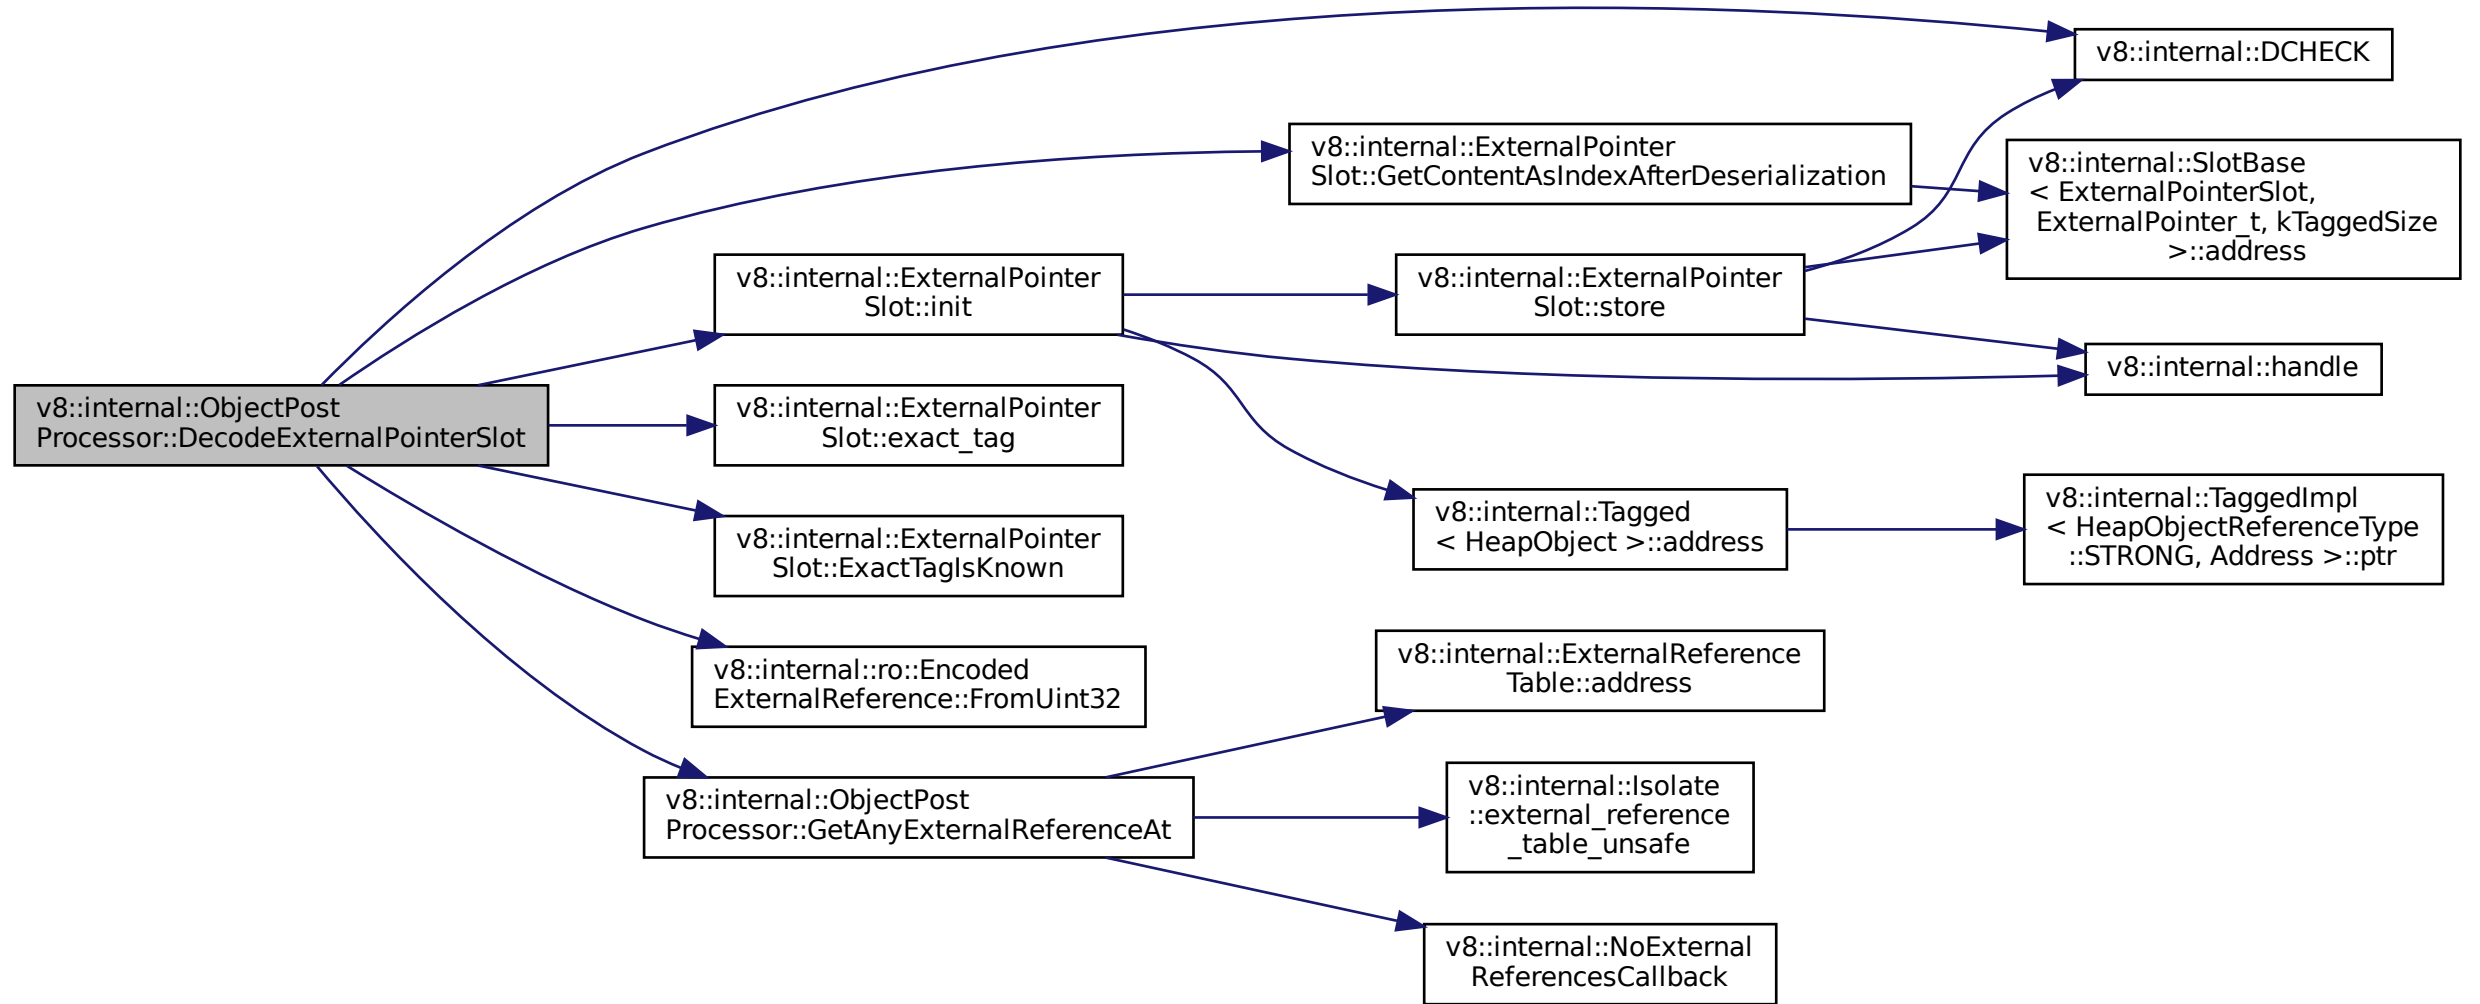 v8::internal::DCHECK
v8::internal::ExternalPointer
Slot::GetContentAsIndexAfterDeserialization
v8::internal::SlotBase
< ExternalPointerSlot,
ExternalPointer_t, kTaggedSize
>::address
v8::internal::ExternalPointer
Slot::init
v8::internal::ExternalPointer
Slot::store
v8::internal::handle
v8::internal::ObjectPost
Processor::DecodeExternalPointerSlot
v8::internal::ExternalPointer
Slot::exact_tag
v8::internal::ExternalPointer
Slot::ExactTagIsKnown
v8::internal::Tagged
< HeapObject >::address
v8::internal::TaggedImpl
< HeapObjectReferenceType
::STRONG, Address >::ptr
v8::internal::ro::Encoded
ExternalReference::FromUint32
v8::internal::ExternalReference
Table::address
v8::internal::ObjectPost
Processor::GetAnyExternalReferenceAt
v8::internal::Isolate
::external_reference
_table_unsafe
v8::internal::NoExternal
ReferencesCallback